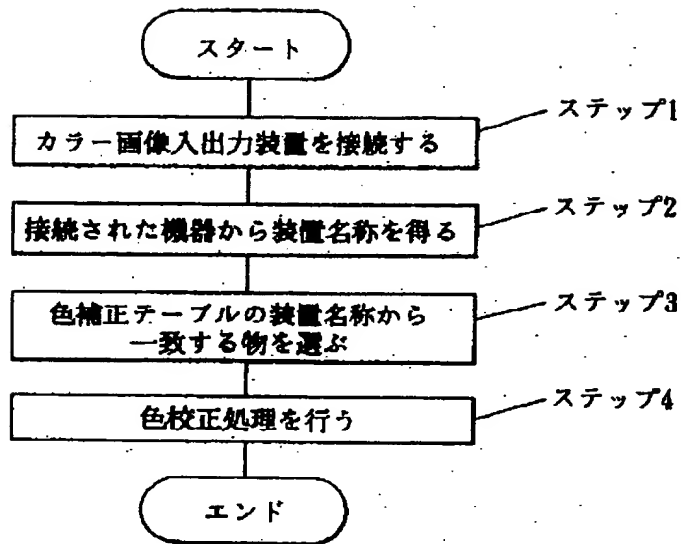 スタート
ステップ1
カラー画像入出力装置を接続する
ステップ2
接続された機器から装置名称を得る
ステップ3
色補正テーブルの装置名称から
一致する物を選ぶ
ステップ4
色校正処理を行う
エンド